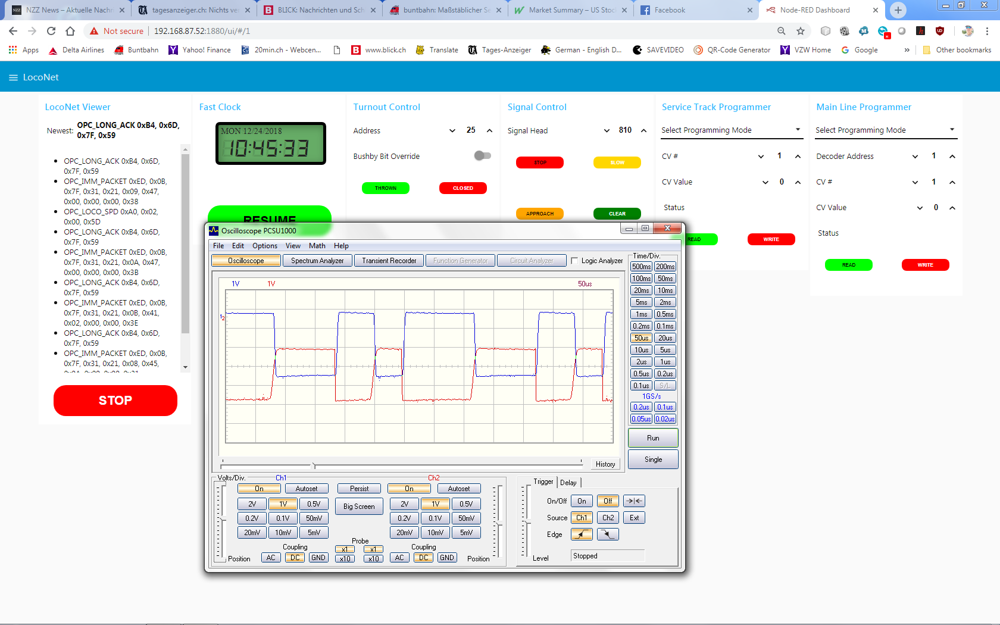 NZZ NZZ News – Aktuelle Nachr
tagesanzeiger.ch: Nichts ver
BLICK: Nachrichten und Sch
buntbahn: Maßstäblicher Se
Market Summary – US Stoc
Facebook
Node-RED Dashboard
Not secure 192.168.87.52:1880/ui/#/1
Apps Delta Airlines Buntbahn Yahoo! Finance 20min.ch - Webcen... www.blick.ch Translate Tages-Anzeiger German - English D... SAVEVIDEO QR-Code Generator VZW Home Google » Other bookmarks
LocoNet
LocoNet Viewer
Newest: OPC_LONG_ACK 0xB4, 0x6D,
0x7F, 0x59
OPC_LONG_ACK 0xB4, 0x6D,
0x7F, 0x59
OPC_IMM_PACKET 0xED, 0x0B,
0x7F, 0x31, 0x21, 0x09, 0x47,
0x00, 0x00, 0x00, 0x38
OPC_LOCO_SPD 0xA0, 0x02,
0x00, 0x5D
OPC_LONG_ACK 0xB4, 0x6D,
0x7F, 0x59
OPC_IMM_PACKET 0xED, 0x0B,
0x7F, 0x31, 0x21, 0x0A, 0x47,
0x00, 0x00, 0x00, 0x3B
OPC_LONG_ACK 0xB4, 0x6D,
0x7F, 0x59
OPC_IMM_PACKET 0xED, 0x0B,
0x7F, 0x31, 0x21, 0x0B, 0x41,
0x02, 0x00, 0x00, 0x3E
OPC_LONG_ACK 0xB4, 0x6D,
0x7F, 0x59
OPC_IMM_PACKET 0xED, 0x0B,
0x7F, 0x31, 0x21, 0x08, 0x45,
STOP
Fast Clock
MON 12/24/2018
10:45:33
RESUME
Turnout Control
Address 25
Bushby Bit Override
THROWN CLOSED
Signal Control
Signal Head 810
STOP SLOW
APPROACH CLEAR
Service Track Programmer
Select Programming Mode
CV # 1
CV Value 0
Status
READ WRITE
Main Line Programmer
Select Programming Mode
Decoder Address 1
CV # 1
CV Value 0
Status
READ WRITE
Oscilloscope PCSU1000
File Edit Options View Math Help
Oscilloscope Spectrum Analyzer Transient Recorder Function Generator Circuit Analyzer Logic Analyzer
1V 1V 50us
1
2
History
Time/Div.
500ms 200ms
100ms 50ms
20ms 10ms
5ms 2ms
1ms 0.5ms
0.2ms 0.1ms
50us 20us
10us 5us
2us 1us
0.5us 0.2us
0.1us S/L
1GS/s
0.2us 0.1us
0.05us 0.02us
Run
Single
Volts/Div. Ch1 Ch2
On Autoset Persist On Autoset
2V 1V 0.5V Big Screen 2V 1V 0.5V
0.2V 0.1V 50mV 0.2V 0.1V 50mV
20mV 10mV 5mV 20mV 10mV 5mV
Coupling Probe Coupling
x1 x1
Position AC DC GND x10 x10 AC DC GND Position
Trigger Delay
On/Off On Off
Source Ch1 Ch2 Ext
Edge
Level Stopped